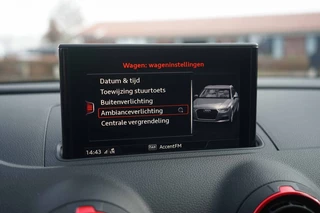 Wagen: wageninstellingen
Datum & tijd
Toewijzing stuurtoets
Buitenverlichting
Ambianceverlichting
Centrale vergrendeling
14:43 AccentFM